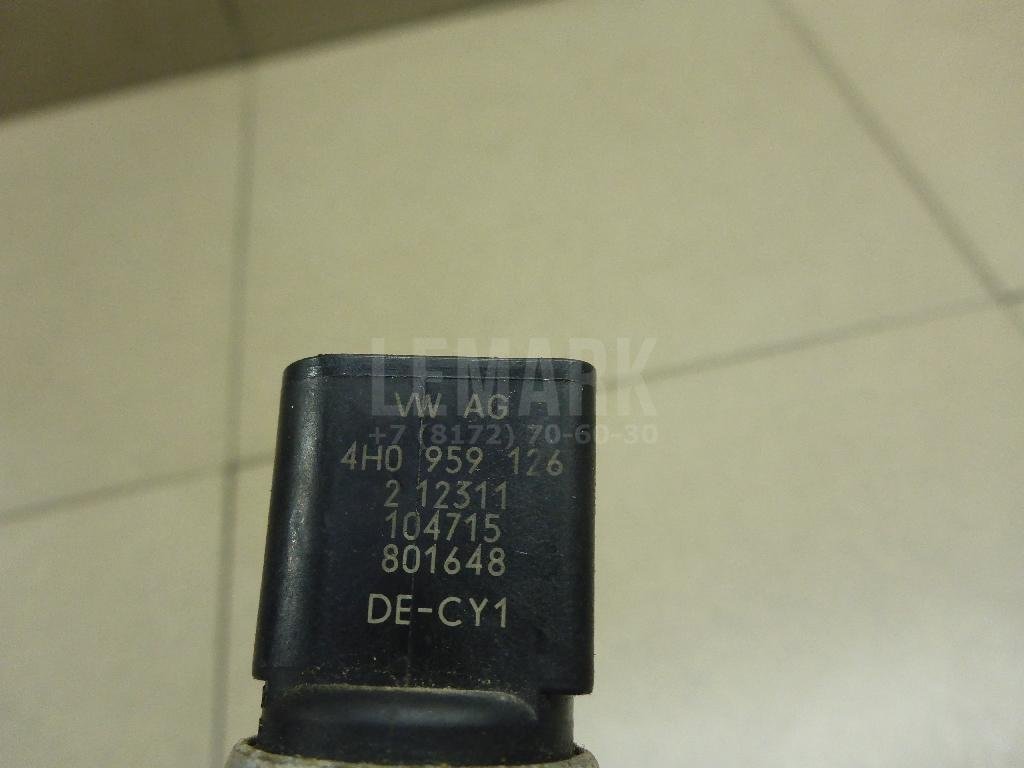 LEMARK
VW AG
+7 (8172) 70-60-30
4H0 959 126
2 12311
104715
801648
DE-CY1